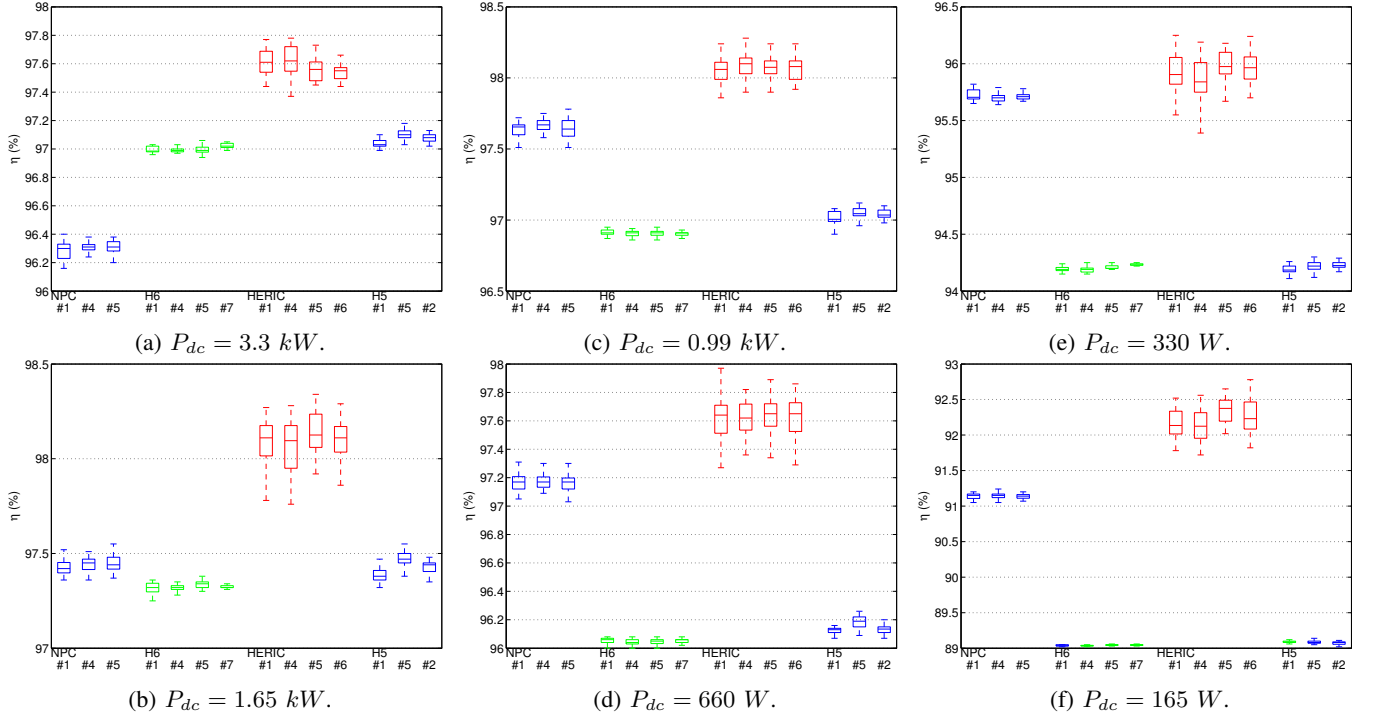 98
97.8
97.6
97.4
97.2
97
96.8
96.6
96.4
96.2
96
η (%)
NPC H6 HERIC H5
#1 #4 #5 #1 #4 #5 #7 #1 #4 #5 #6 #1 #5 #2
(a) P_dc = 3.3 kW.
98.5
98
97.5
97
96.5
η (%)
NPC H6 HERIC H5
#1 #4 #5 #1 #4 #5 #7 #1 #4 #5 #6 #1 #5 #2
(c) P_dc = 0.99 kW.
96.5
96
95.5
95
94.5
94
η (%)
NPC H6 HERIC H5
#1 #4 #5 #1 #4 #5 #7 #1 #4 #5 #6 #1 #5 #2
(e) P_dc = 330 W.
98.5
98
97.5
97
η (%)
NPC H6 HERIC H5
#1 #4 #5 #1 #4 #5 #7 #1 #4 #5 #6 #1 #5 #2
(b) P_dc = 1.65 kW.
98
97.8
97.6
97.4
97.2
97
96.8
96.6
96.4
96.2
96
η (%)
NPC H6 HERIC H5
#1 #4 #5 #1 #4 #5 #7 #1 #4 #5 #6 #1 #5 #2
(d) P_dc = 660 W.
93
92.5
92
91.5
91
90.5
90
89.5
89
η (%)
NPC H6 HERIC H5
#1 #4 #5 #1 #4 #5 #7 #1 #4 #5 #6 #1 #5 #2
(f) P_dc = 165 W.